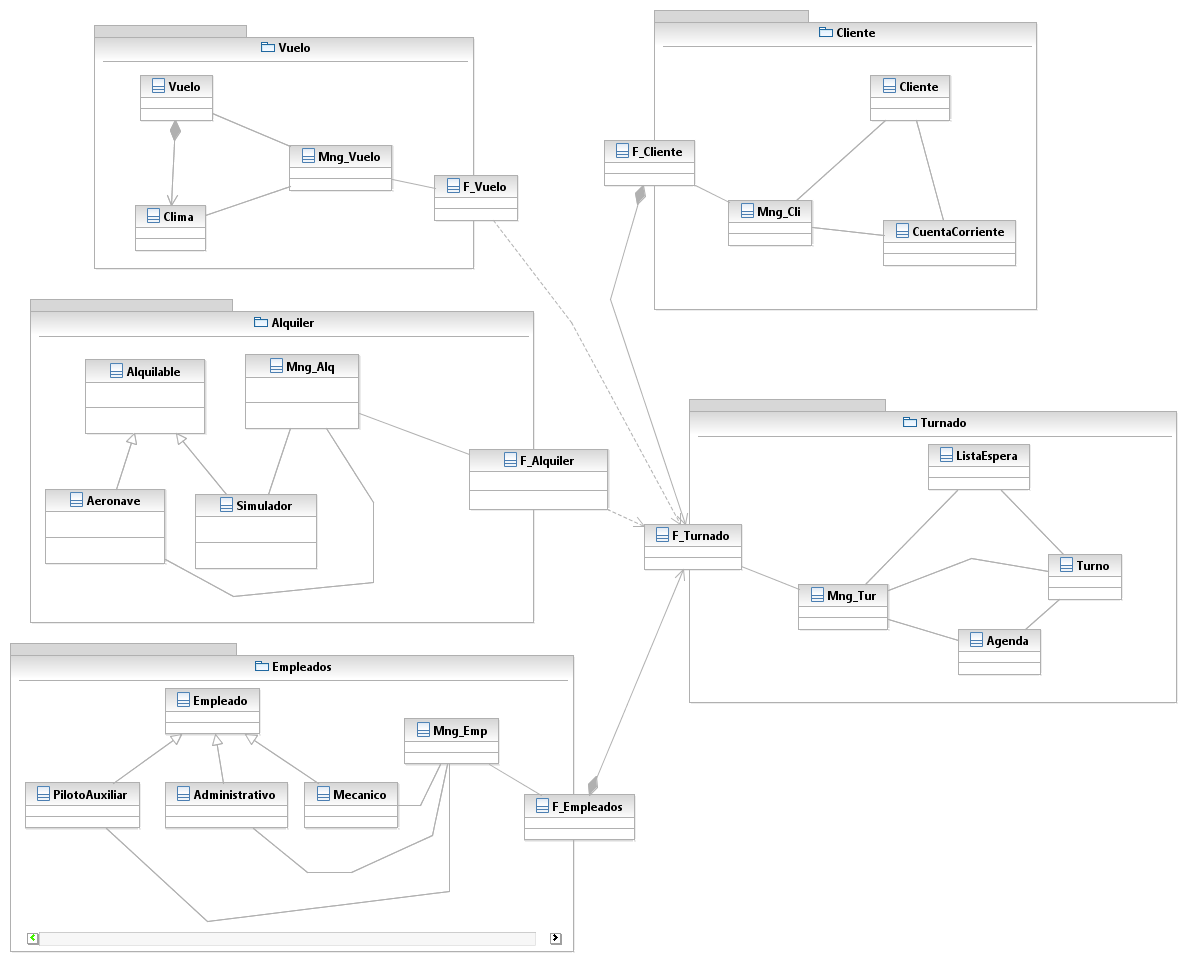 Vuelo
Vuelo
Mng_Vuelo
F_Vuelo
Clima
Cliente
Cliente
F_Cliente
Mng_Cli
CuentaCorriente
Alquiler
Alquilable
Mng_Alq
F_Alquiler
Aeronave
Simulador
Turnado
ListaEspera
F_Turnado
Turno
Mng_Tur
Agenda
Empleados
Empleado
Mng_Emp
PilotoAuxiliar
Administrativo
Mecanico
F_Empleados